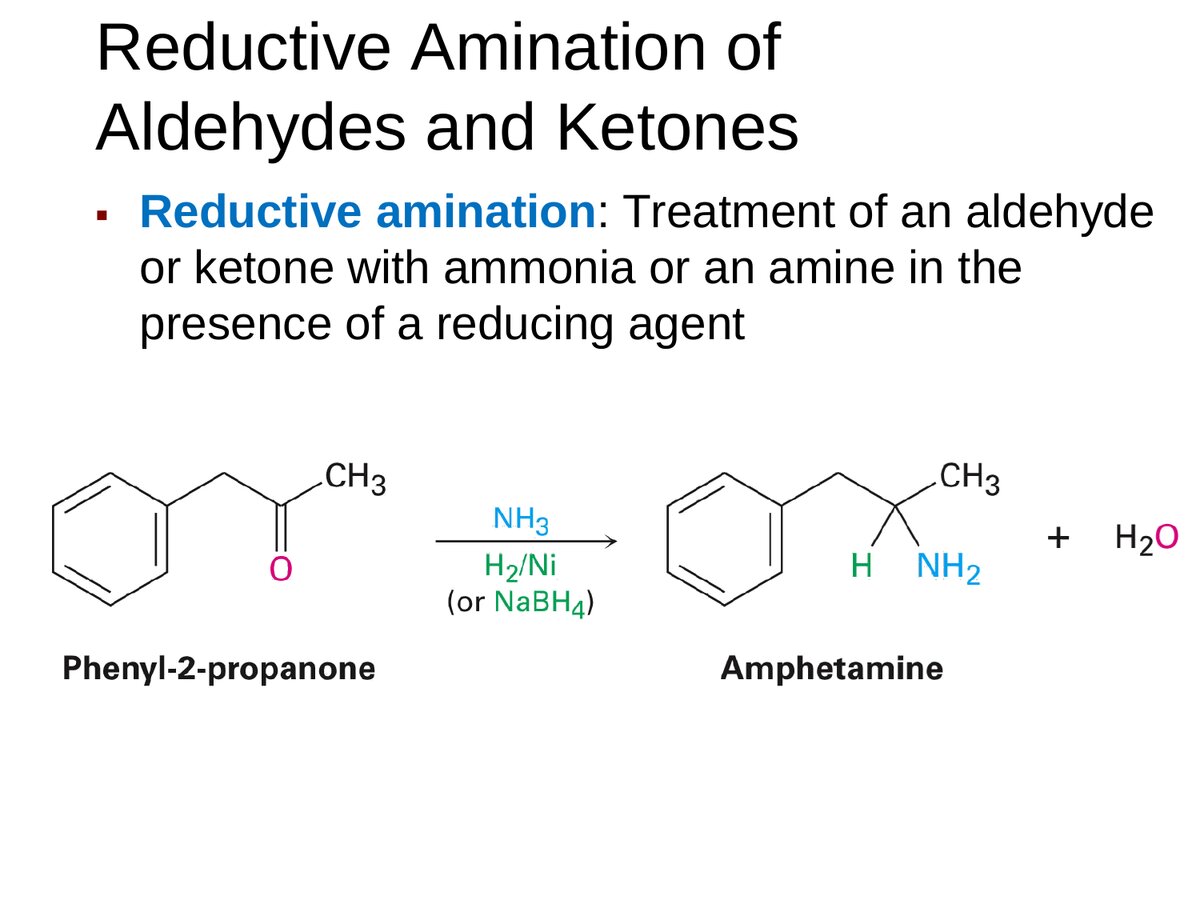 Reductive Amination of
Aldehydes and Ketones
▪ Reductive amination: Treatment of an aldehyde
or ketone with ammonia or an amine in the
presence of a reducing agent
CH₃
O
NH₃
H₂/Ni
(or NaBH₄)
CH₃
H NH₂
+ H₂O
Phenyl-2-propanone
Amphetamine